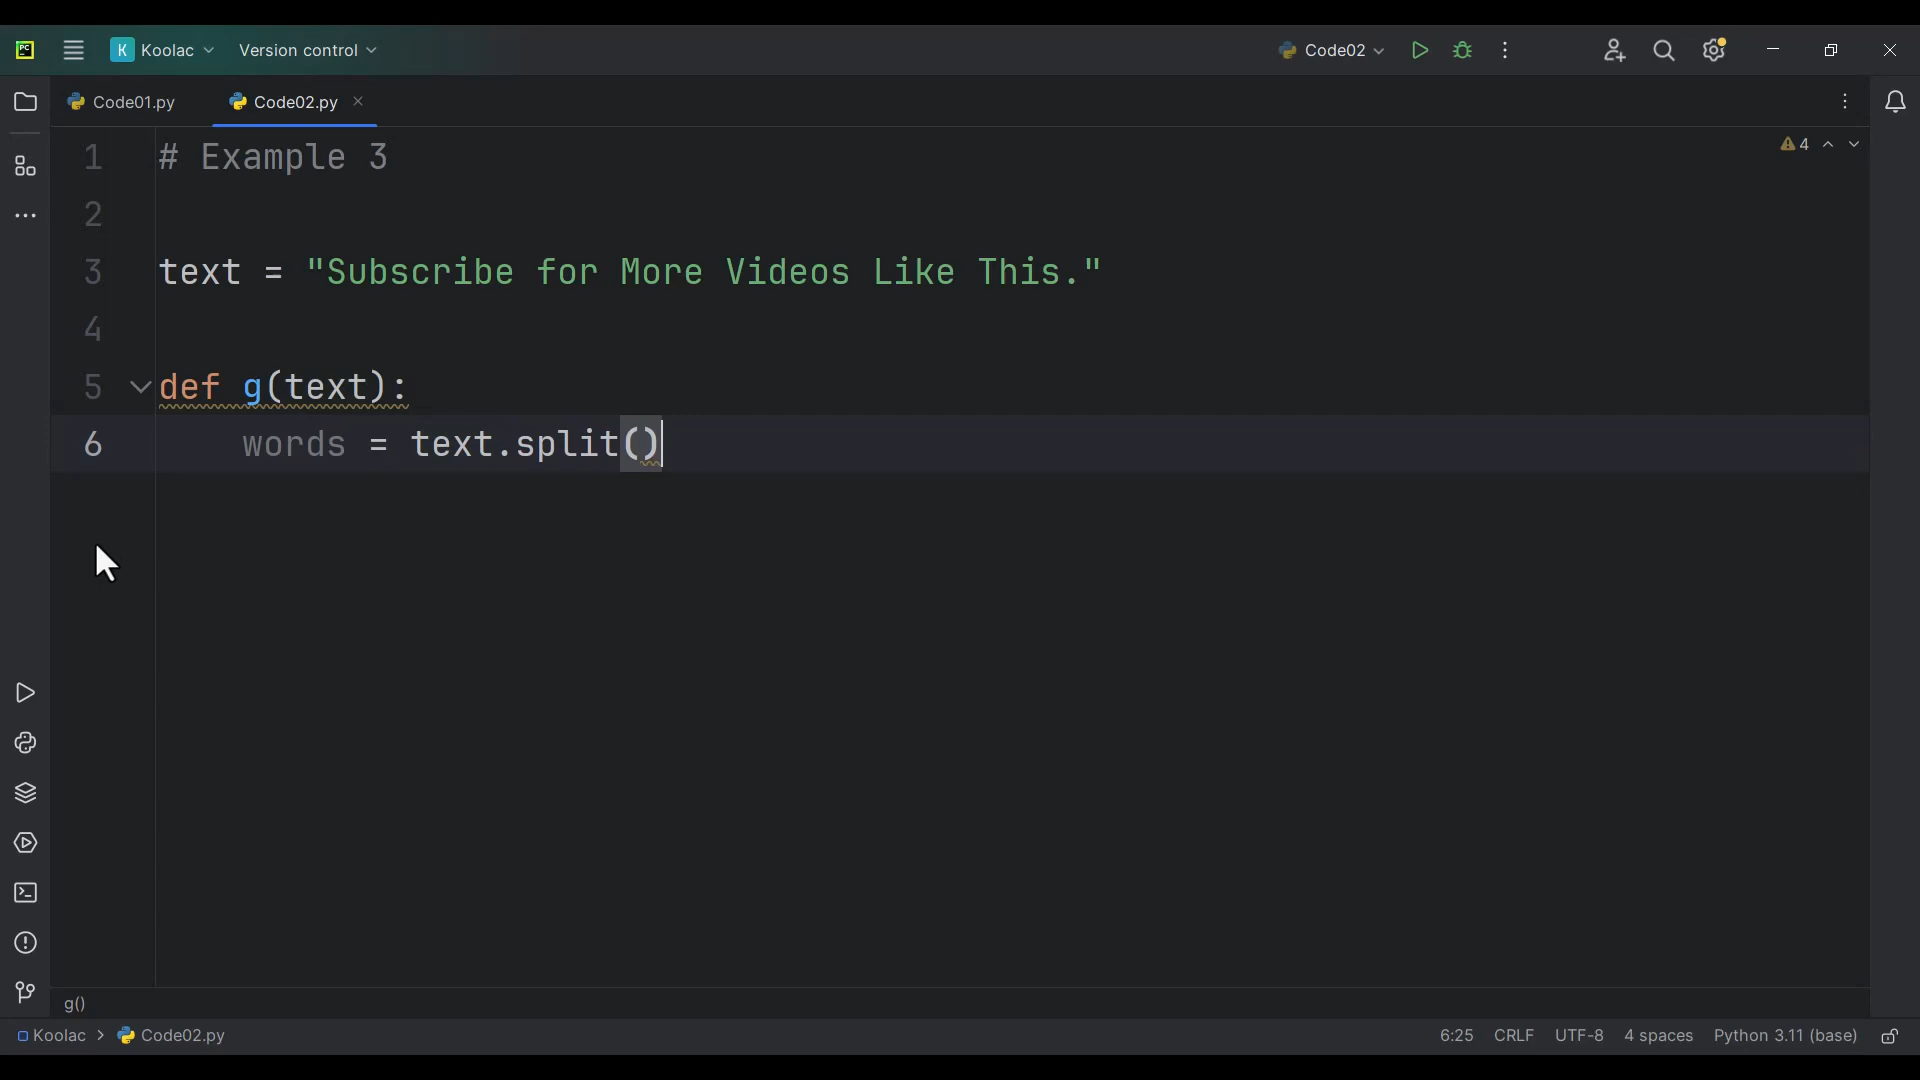 PC K Koolac Version control Code02
Code01.py Code02.py
4
1 # Example 3
2
3 text = "Subscribe for More Videos Like This."
4
5 def g(text):
6     words = text.split()
g()
Koolac > Code02.py 6:25 CRLF UTF-8 4 spaces Python 3.11 (base)